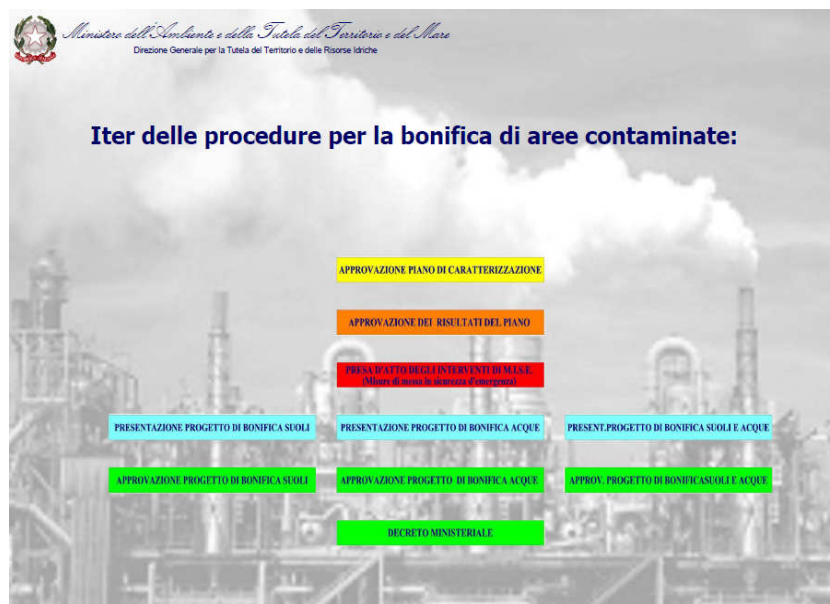 Ministero dell'Ambiente e della Tutela del Territorio e del Mare
Direzione Generale per la Tutela del Territorio e delle Risorse Idriche
Iter delle procedure per la bonifica di aree contaminate:
APPROVAZIONE PIANO DI CARATTERIZZAZIONE
APPROVAZIONE DEI RISULTATI DEL PIANO
PRESA D'ATTO DEGLI INTERVENTI DI M.I.S.E.
(Misure di messa in sicurezza d'emergenza)
PRESENTAZIONE PROGETTO DI BONIFICA SUOLI
PRESENTAZIONE PROGETTO DI BONIFICA ACQUE
PRESENT.PROGETTO DI BONIFICA SUOLI E ACQUE
APPROVAZIONE PROGETTO DI BONIFICA SUOLI
APPROVAZIONE PROGETTO DI BONIFICA ACQUE
APPROV. PROGETTO DI BONIFICASUOLI E ACQUE
DECRETO MINISTERIALE